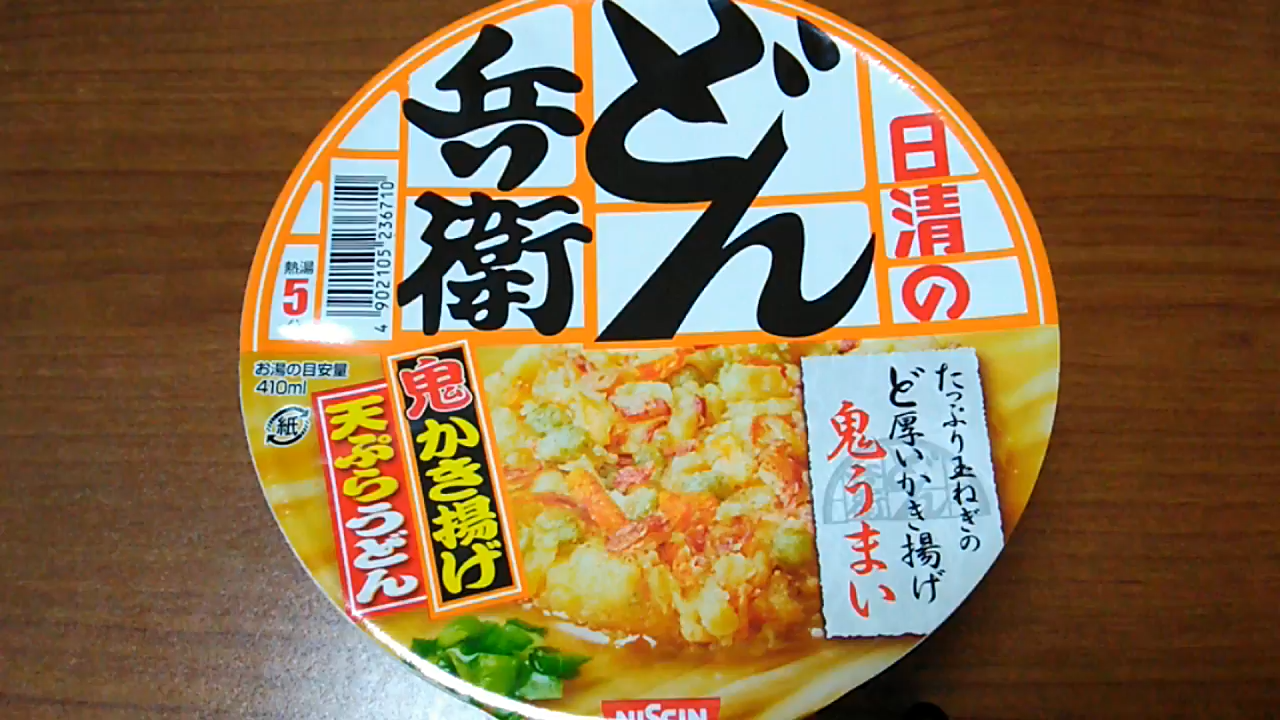 日清の
どん
兵衛
4 902105 236710
熱湯
5分
お湯の目安量
410ml
紙
鬼かき揚げ
天ぷらうどん
たっぷり玉ねぎの
ど厚いかき揚げ
鬼うまい
NISSIN